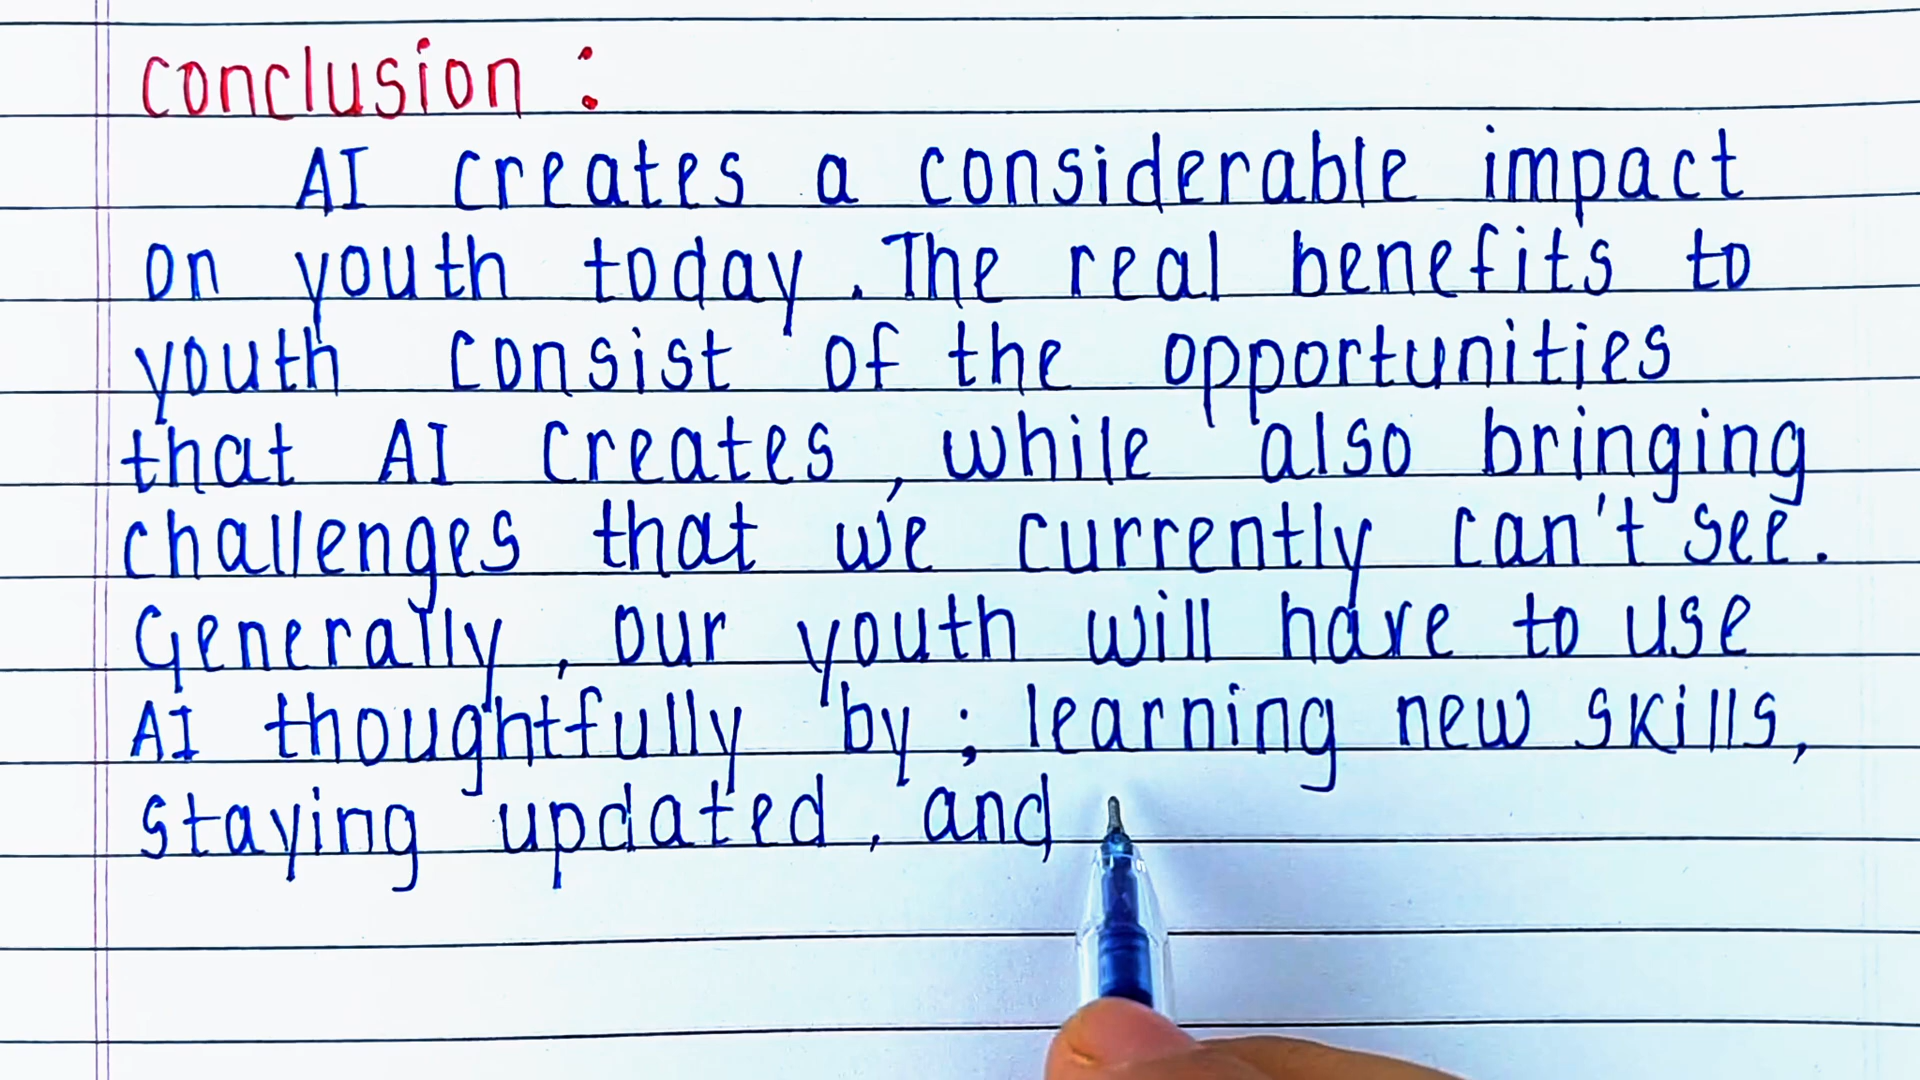 conclusion :
AI creates a considerable impact
on youth today. The real benefits to
youth consist of the opportunities
that AI creates, while also bringing
challenges that we currently can't see.
Generally, our youth will have to use
AI thoughtfully by; learning new skills,
staying updated, and